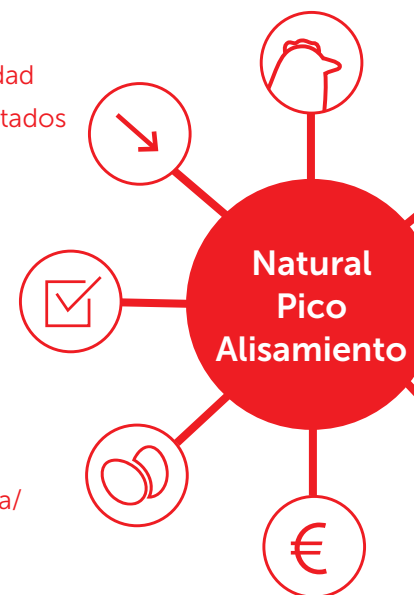 dad
tados
Natural
Pico
Alisamiento
a/
€